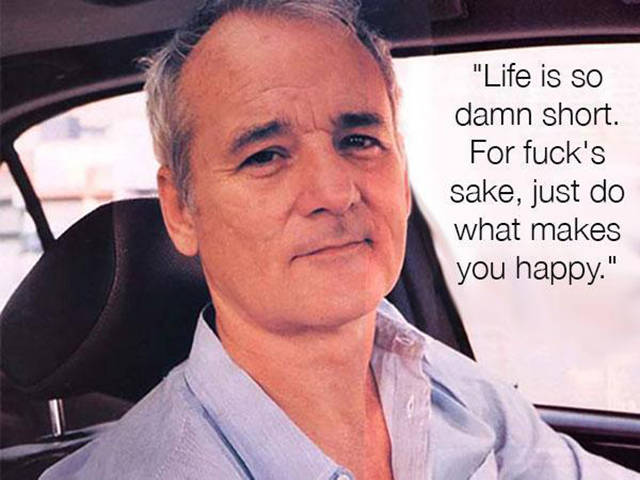 "Life is so
damn short.
For fuck's
sake, just do
what makes
you happy."